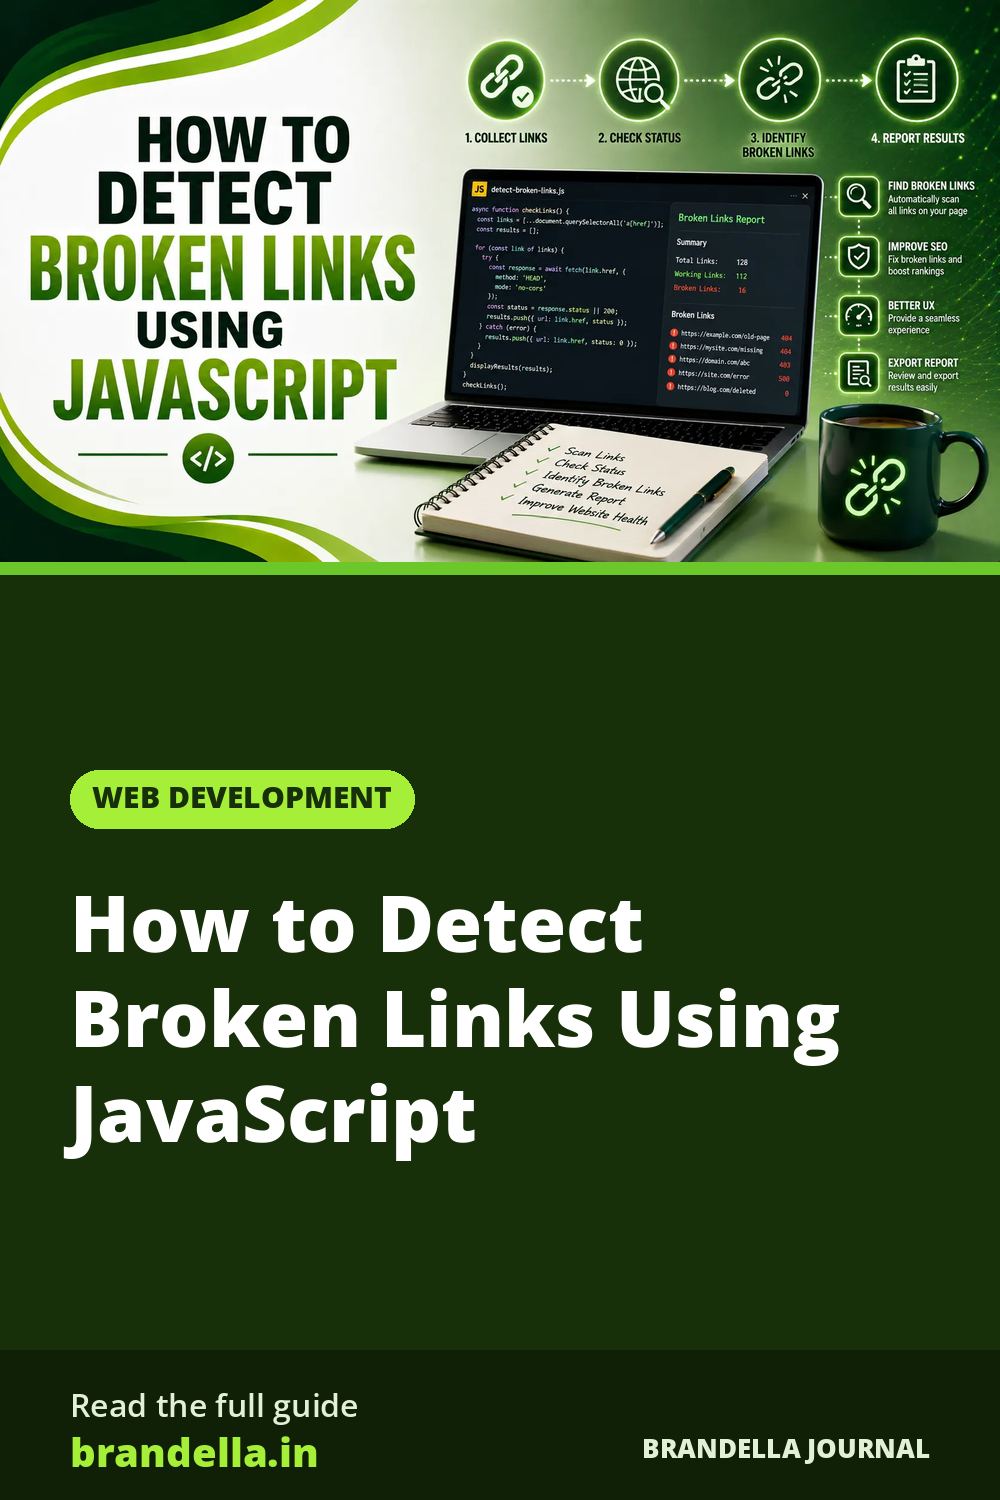 HOW TO
DETECT
BROKEN LINKS
USING
JAVASCRIPT
</>
1. COLLECT LINKS
2. CHECK STATUS
3. IDENTIFY
BROKEN LINKS
4. REPORT RESULTS
JS detect-broken-links.js
async function checkLinks() {
const links = [...document.querySelectorAll('a[href]')];
const results = [];
for (const link of links) {
try {
const response = await fetch(link.href, {
method: 'HEAD',
mode: 'no-cors'
});
const status = response.status || 200;
results.push({ url: link.href, status });
} catch (error) {
results.push({ url: link.href, status: 0 });
}
}
displayResults(results);
}
checkLinks();
Broken Links Report
Summary
Total Links: 128
Working Links: 112
Broken Links: 16
Broken Links
https://example.com/old-page 404
https://mysite.com/missing 404
https://domain.com/abc 403
https://site.com/error 500
https://blog.com/deleted 0
FIND BROKEN LINKS
Automatically scan
all links on your page
IMPROVE SEO
Fix broken links and
boost rankings
BETTER UX
Provide a seamless
experience
EXPORT REPORT
Review and export
results easily
Scan Links
Check Status
Identify Broken Links
Generate Report
Improve Website Health
WEB DEVELOPMENT
How to Detect
Broken Links Using
JavaScript
Read the full guide
brandella.in
BRANDELLA JOURNAL